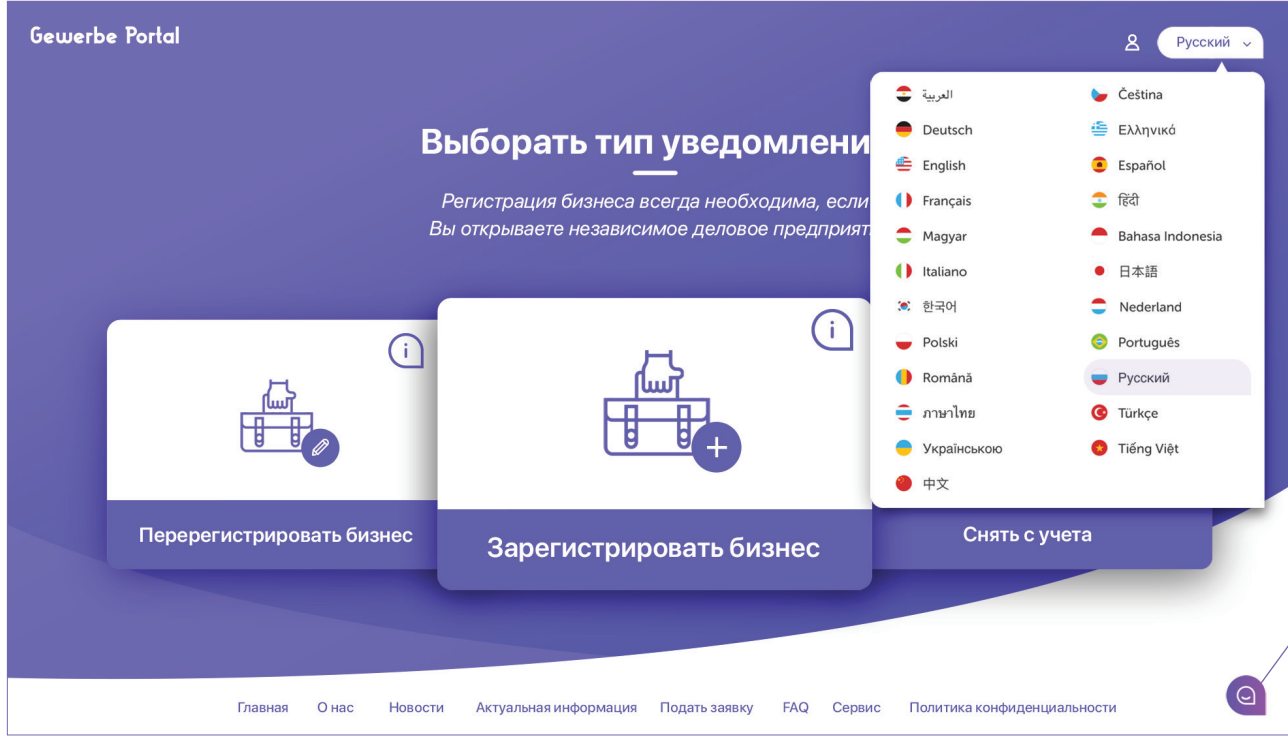 Gewerbe Portal
Русский
Выборать тип уведомлени
Регистрация бизнеса всегда необходима, если
Вы открываете независимое деловое предприят
العربية
Čeština
Deutsch
Ελληνικά
English
Español
Français
हिंदी
Magyar
Bahasa Indonesia
Italiano
日本語
한국어
Nederland
Polski
Português
Română
Русский
ภาษาไทย
Türkçe
Українською
Tiếng Việt
中文
Перерегистрировать бизнес
Зарегистрировать бизнес
Снять с учета
Главная О нас Новости Актуальная информация Подать заявку FAQ Сервис Политика конфиденциальности